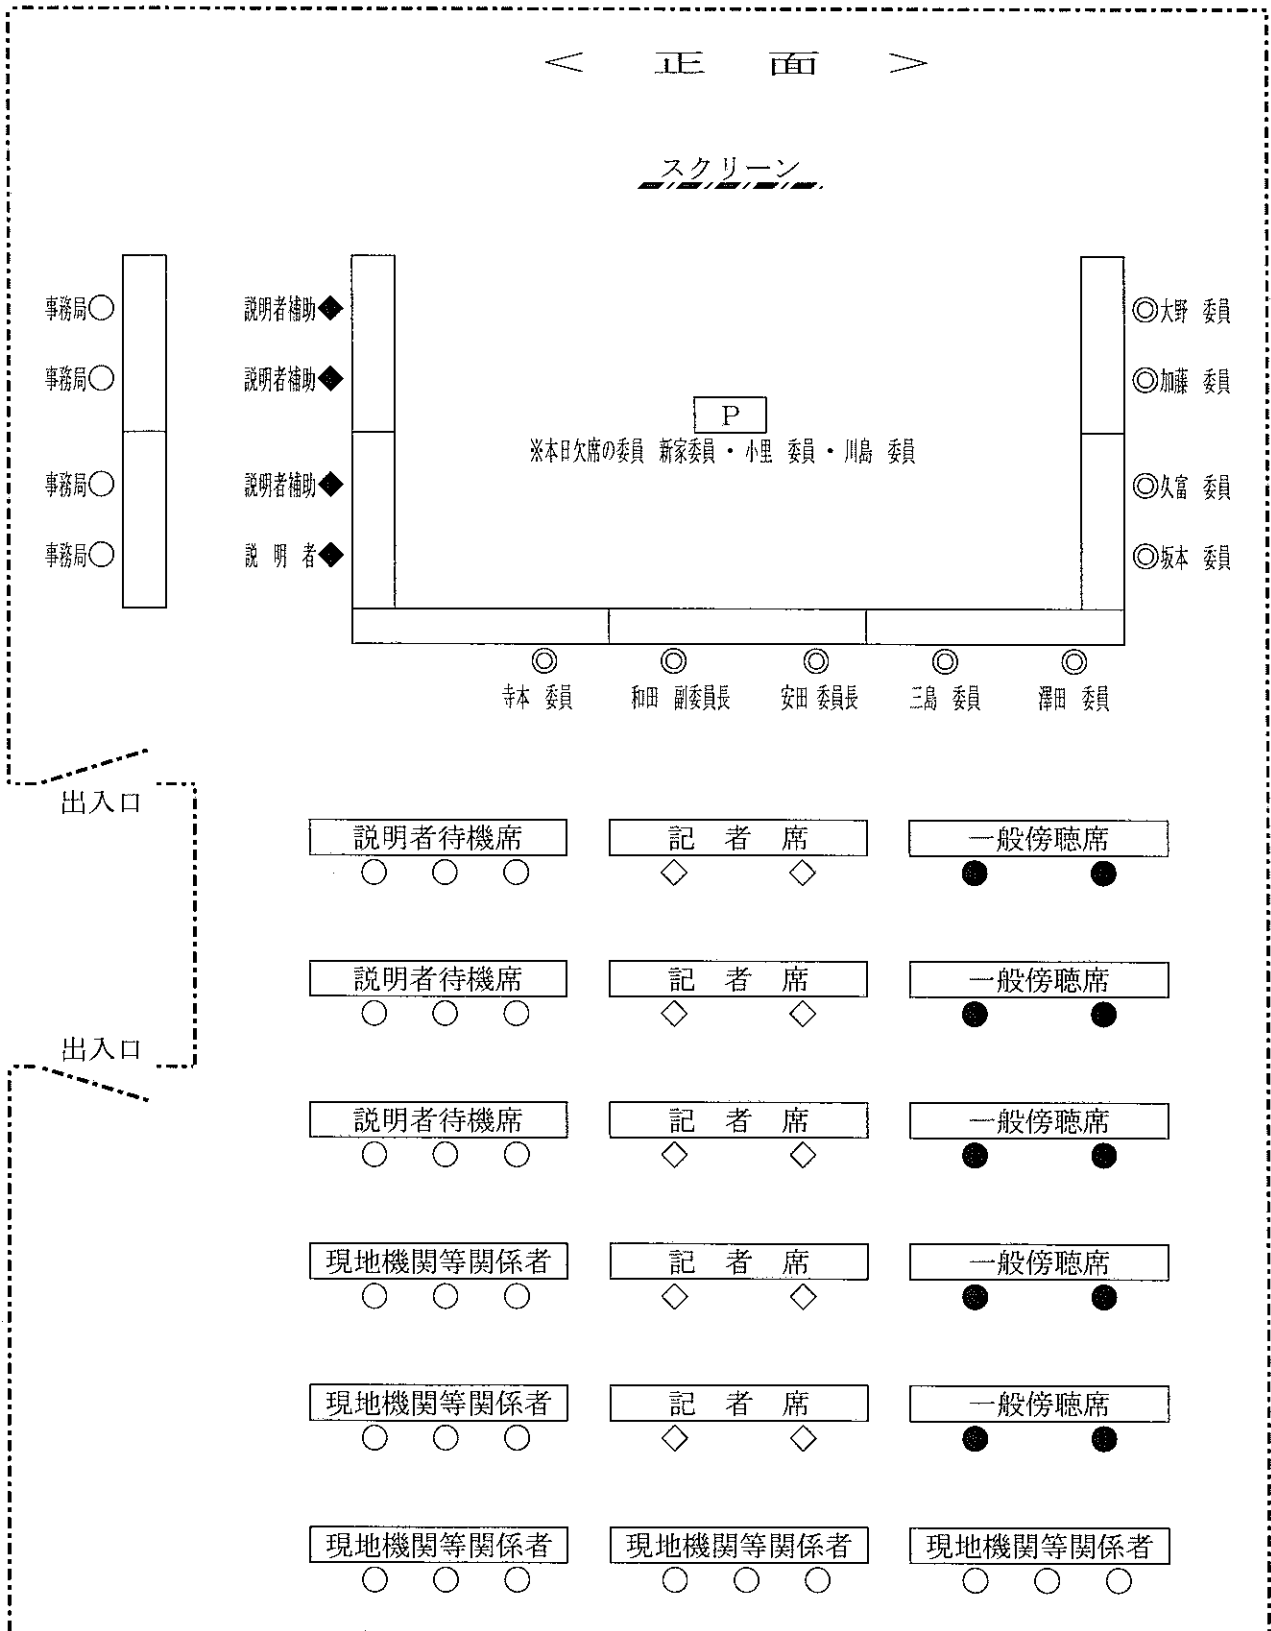 < 正 面 >
スクリーン
事務局○ 説明者補助◆ ◎大野 委員
事務局○ 説明者補助◆ ◎加藤 委員
P
※本日欠席の委員 新家委員・小里 委員・川島 委員
事務局○ 説明者補助◆ ◎久富 委員
事務局○ 説 明 者◆ ◎坂本 委員
◎ ◎ ◎ ◎ ◎
寺本 委員 和田 副委員長 安田 委員長 三島 委員 澤田 委員
出入口
説明者待機席 記 者 席 一般傍聴席
○ ○ ○ ◇ ◇ ● ●
説明者待機席 記 者 席 一般傍聴席
○ ○ ○ ◇ ◇ ● ●
出入口
説明者待機席 記 者 席 一般傍聴席
○ ○ ○ ◇ ◇ ● ●
現地機関等関係者 記 者 席 一般傍聴席
○ ○ ○ ◇ ◇ ● ●
現地機関等関係者 記 者 席 一般傍聴席
○ ○ ○ ◇ ◇ ● ●
現地機関等関係者 現地機関等関係者 現地機関等関係者
○ ○ ○ ○ ○ ○ ○ ○ ○